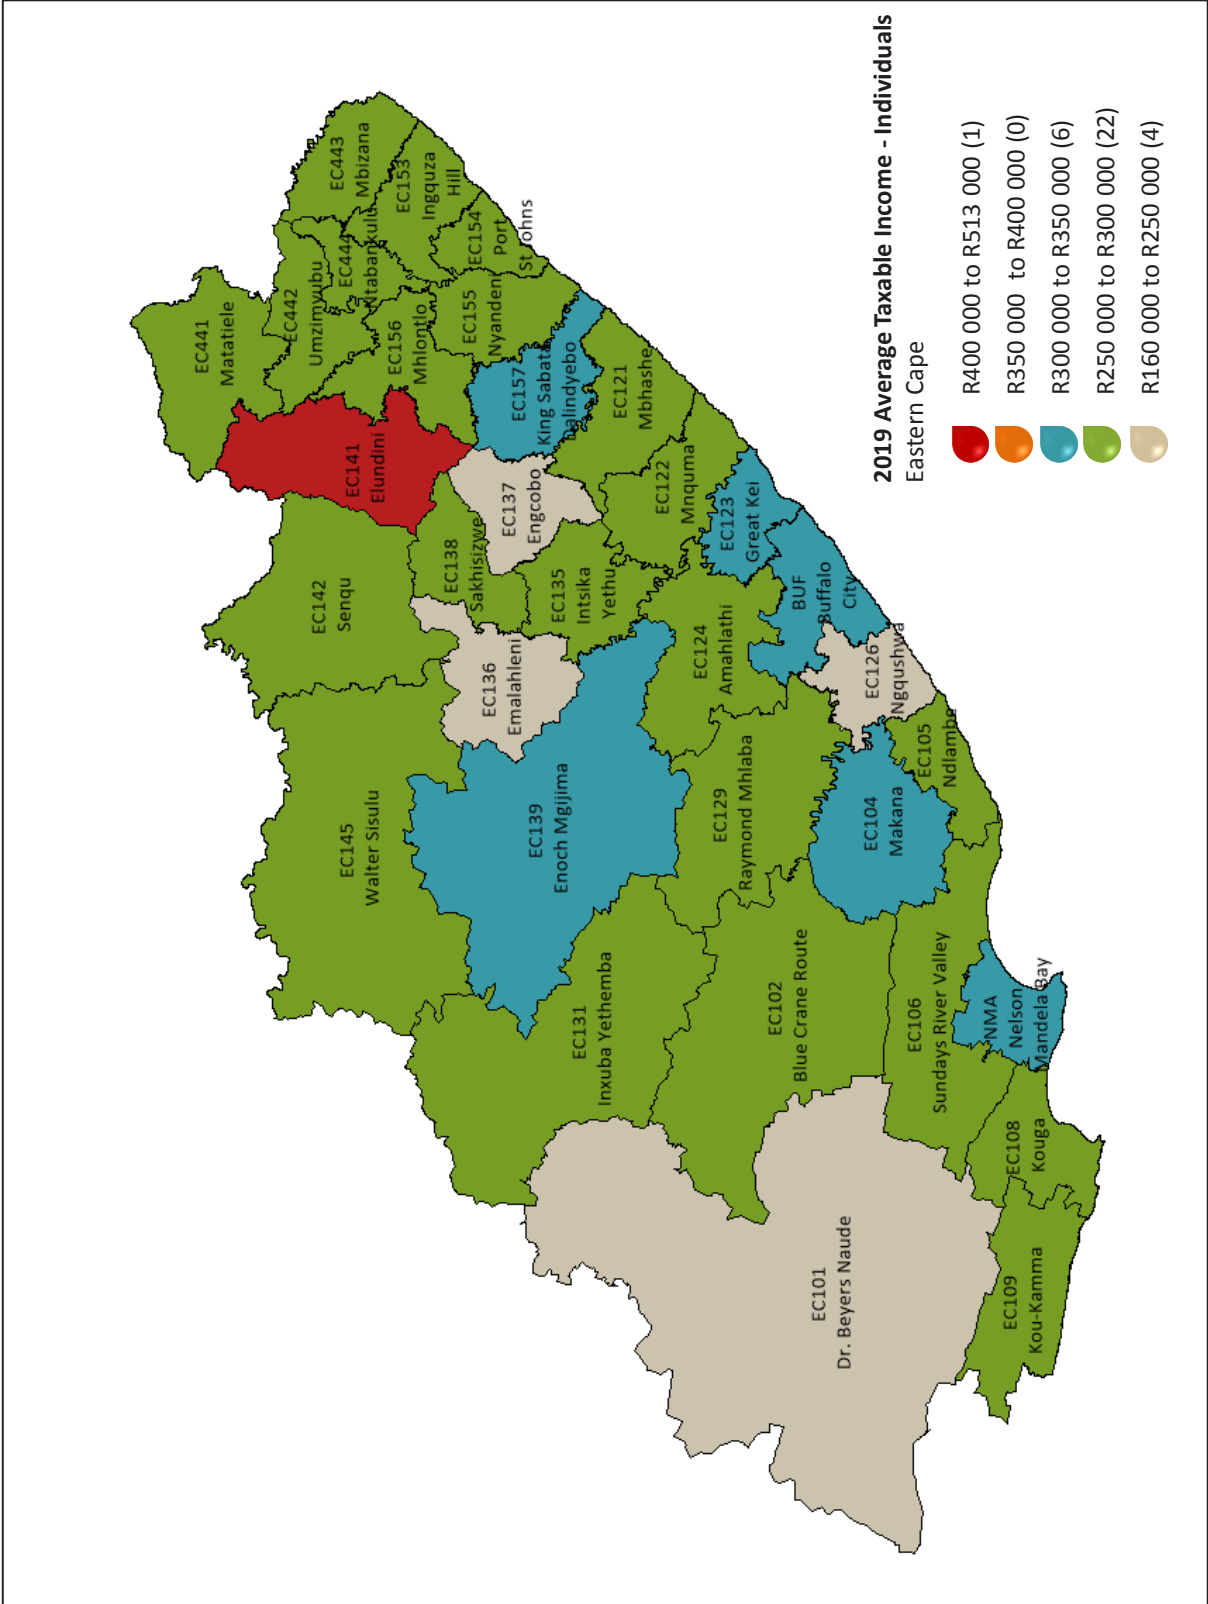 EC441
Matatiele
EC443
Mbizana
EC442
Umzimvubu
EC444
Ntabankulu
EC153
Ingquza
Hill
EC154
Port
St Johns
EC156
Mhlontlo
EC155
Nyandeni
EC141
Elundini
EC157
King Sabata
Dalindyebo
EC121
Mbhashe
EC142
Senqu
EC138
Sakhisizwe
EC137
Engcobo
EC122
Mnquma
EC135
Intsika
Yethu
EC123
Great Kei
EC136
Emalahleni
EC124
Amahlathi
BUF
Buffalo
City
EC126
Ngqushwa
EC145
Walter Sisulu
EC139
Enoch Mgijima
EC129
Raymond Mhlaba
EC104
Makana
EC105
Ndlambe
EC131
Inxuba Yethemba
EC102
Blue Crane Route
EC106
Sundays River Valley
NMA
Nelson
Mandela Bay
EC101
Dr. Beyers Naude
EC108
Kouga
EC109
Kou-Kamma
2019 Average Taxable Income - Individuals
Eastern Cape
R400 000 to R513 000 (1)
R350 000 to R400 000 (0)
R300 000 to R350 000 (6)
R250 000 to R300 000 (22)
R160 000 to R250 000 (4)